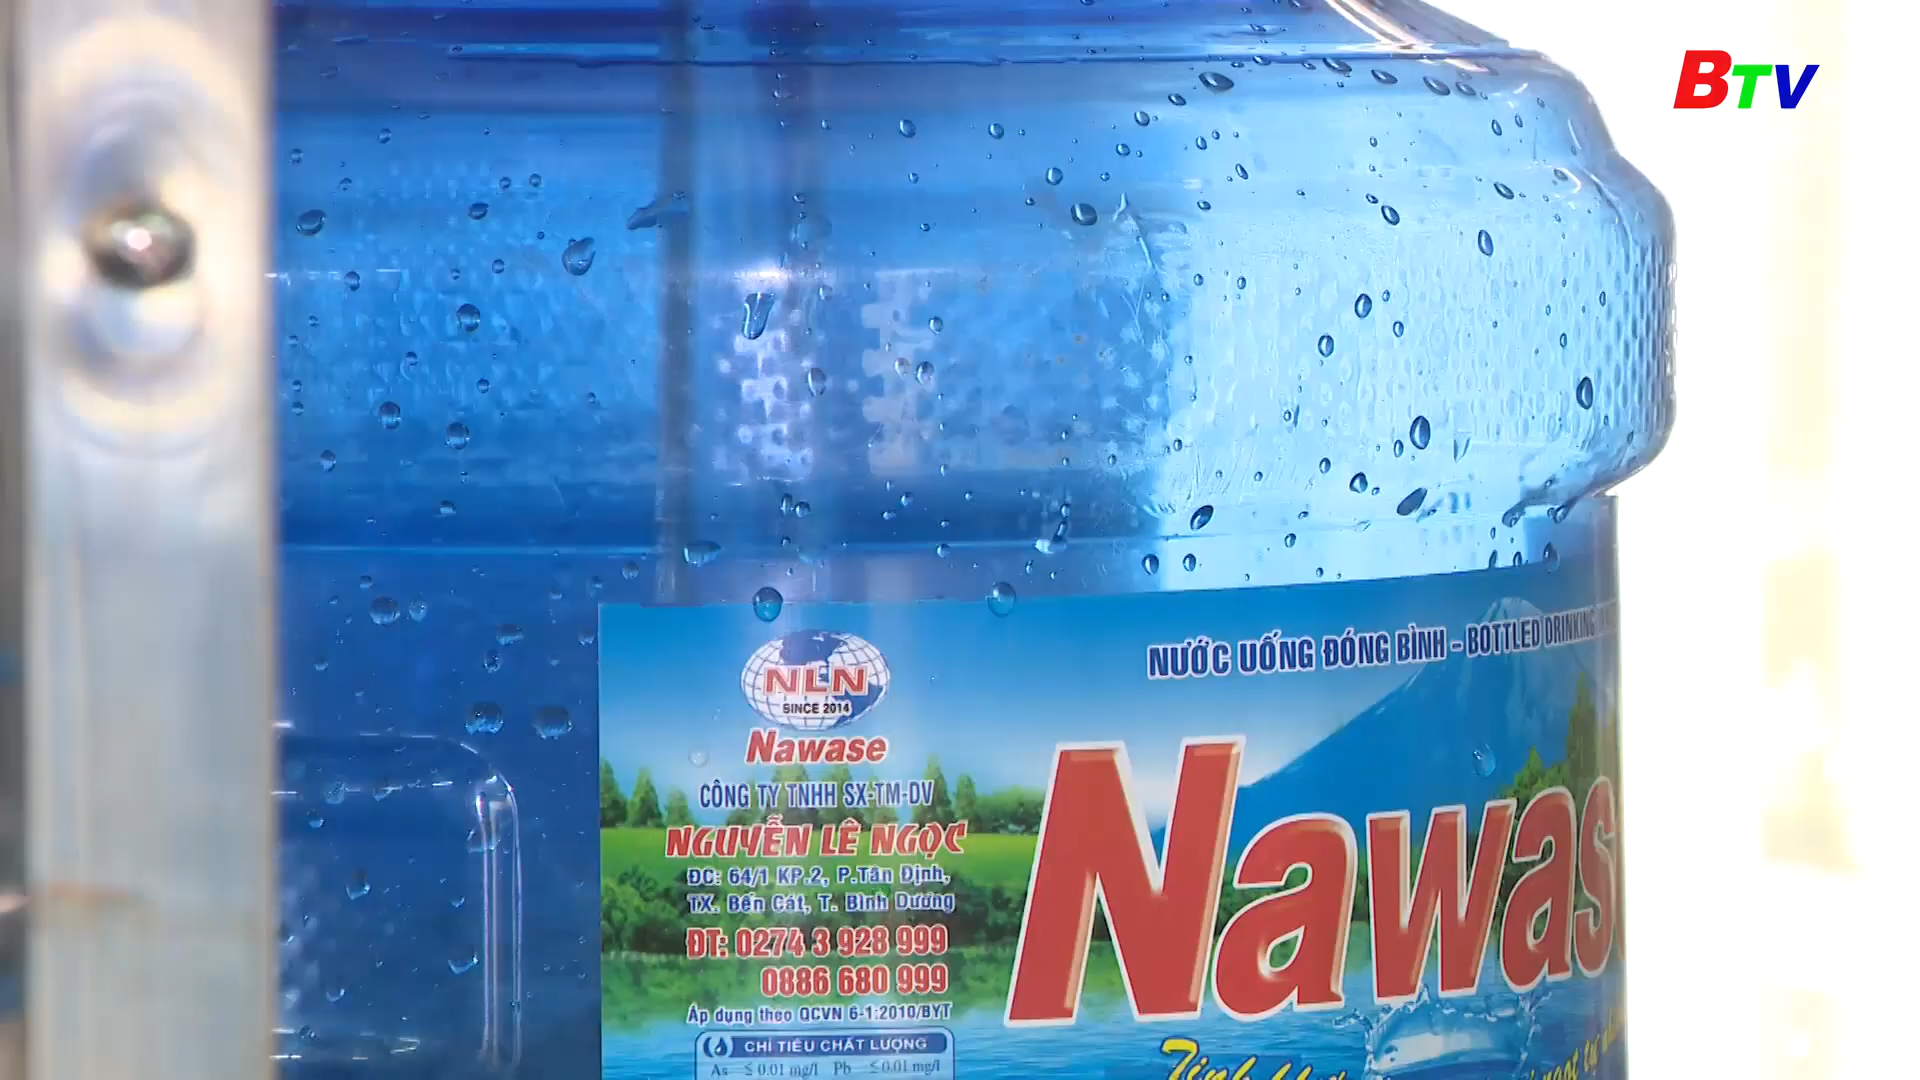 BTV
NLN
SINCE 2014
Nawase
CÔNG TY TNHH SX-TM-DV
NGUYỄN LÊ NGỌC
ĐC: 64/1 KP.2, P.Tân Định,
TX. Bến Cát, T. Bình Dương
ĐT: 0274 3 928 999
0886 680 999
Áp dụng theo QCVN 6-1:2010/BYT
CHỈ TIÊU CHẤT LƯỢNG
As ≤ 0.01 mg/l Pb ≤ 0.01 mg/l
NƯỚC UỐNG ĐÓNG BÌNH - BOTTLED DRINKING
Nawase